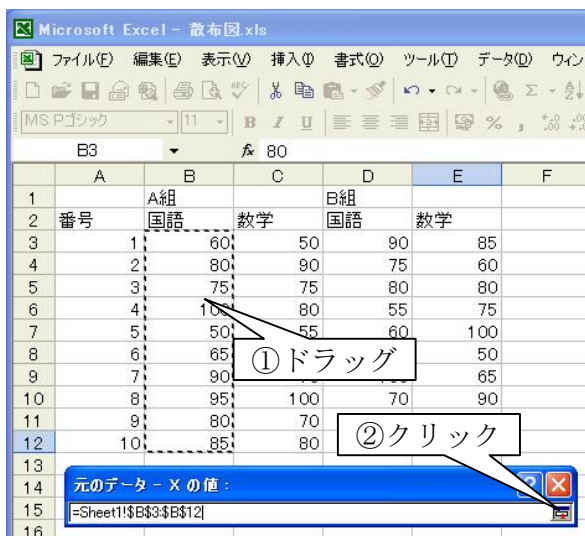 Microsoft Excel - 散布図.xls
ファイル(F) 編集(E) 表示(V) 挿入(I) 書式(O) ツール(T) データ(D) ウィン
MS Pゴシック 11 B I U % ,
B3 fx 80
A B C D E F
1 A組 B組
2 番号 国語 数学 国語 数学
3 1 60 50 90 85
4 2 80 90 75 60
5 3 75 75 80 80
6 4 100 80 55 75
7 5 50 55 60 100
8 6 65 50
①ドラッグ
9 7 90 65
10 8 95 100 70 90
11 9 80 70
②クリック
12 10 85 80
13
14 元のデータ - X の値 :
15 =Sheet1!$B$3:$B$12
16